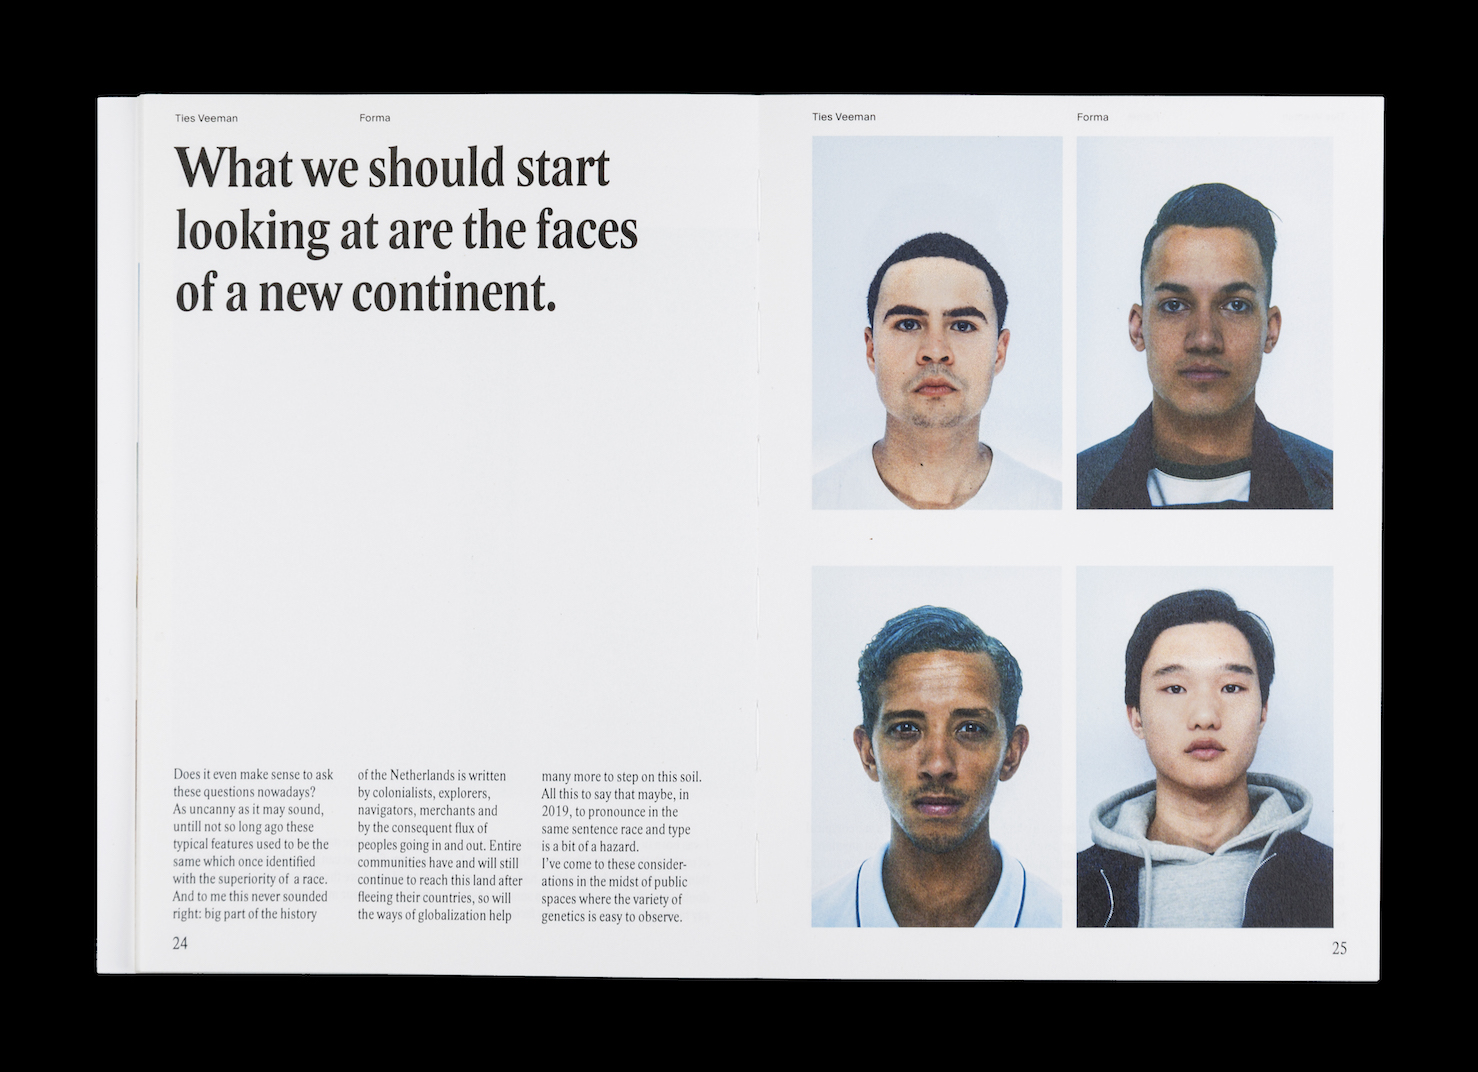 Ties Veeman
Forma
What we should start
looking at are the faces
of a new continent.
Does it even make sense to ask
these questions nowadays?
As uncanny as it may sound,
untill not so long ago these
typical features used to be the
same which once identified
with the superiority of a race.
And to me this never sounded
right: big part of the history
of the Netherlands is written
by colonialists, explorers,
navigators, merchants and
by the consequent flux of
peoples going in and out. Entire
communities have and will still
continue to reach this land after
fleeing their countries, so will
the ways of globalization help
many more to step on this soil.
All this to say that maybe, in
2019, to pronounce in the
same sentence race and type
is a bit of a hazard.
I've come to these consider-
ations in the midst of public
spaces where the variety of
genetics is easy to observe.
24
Ties Veeman
Forma
25